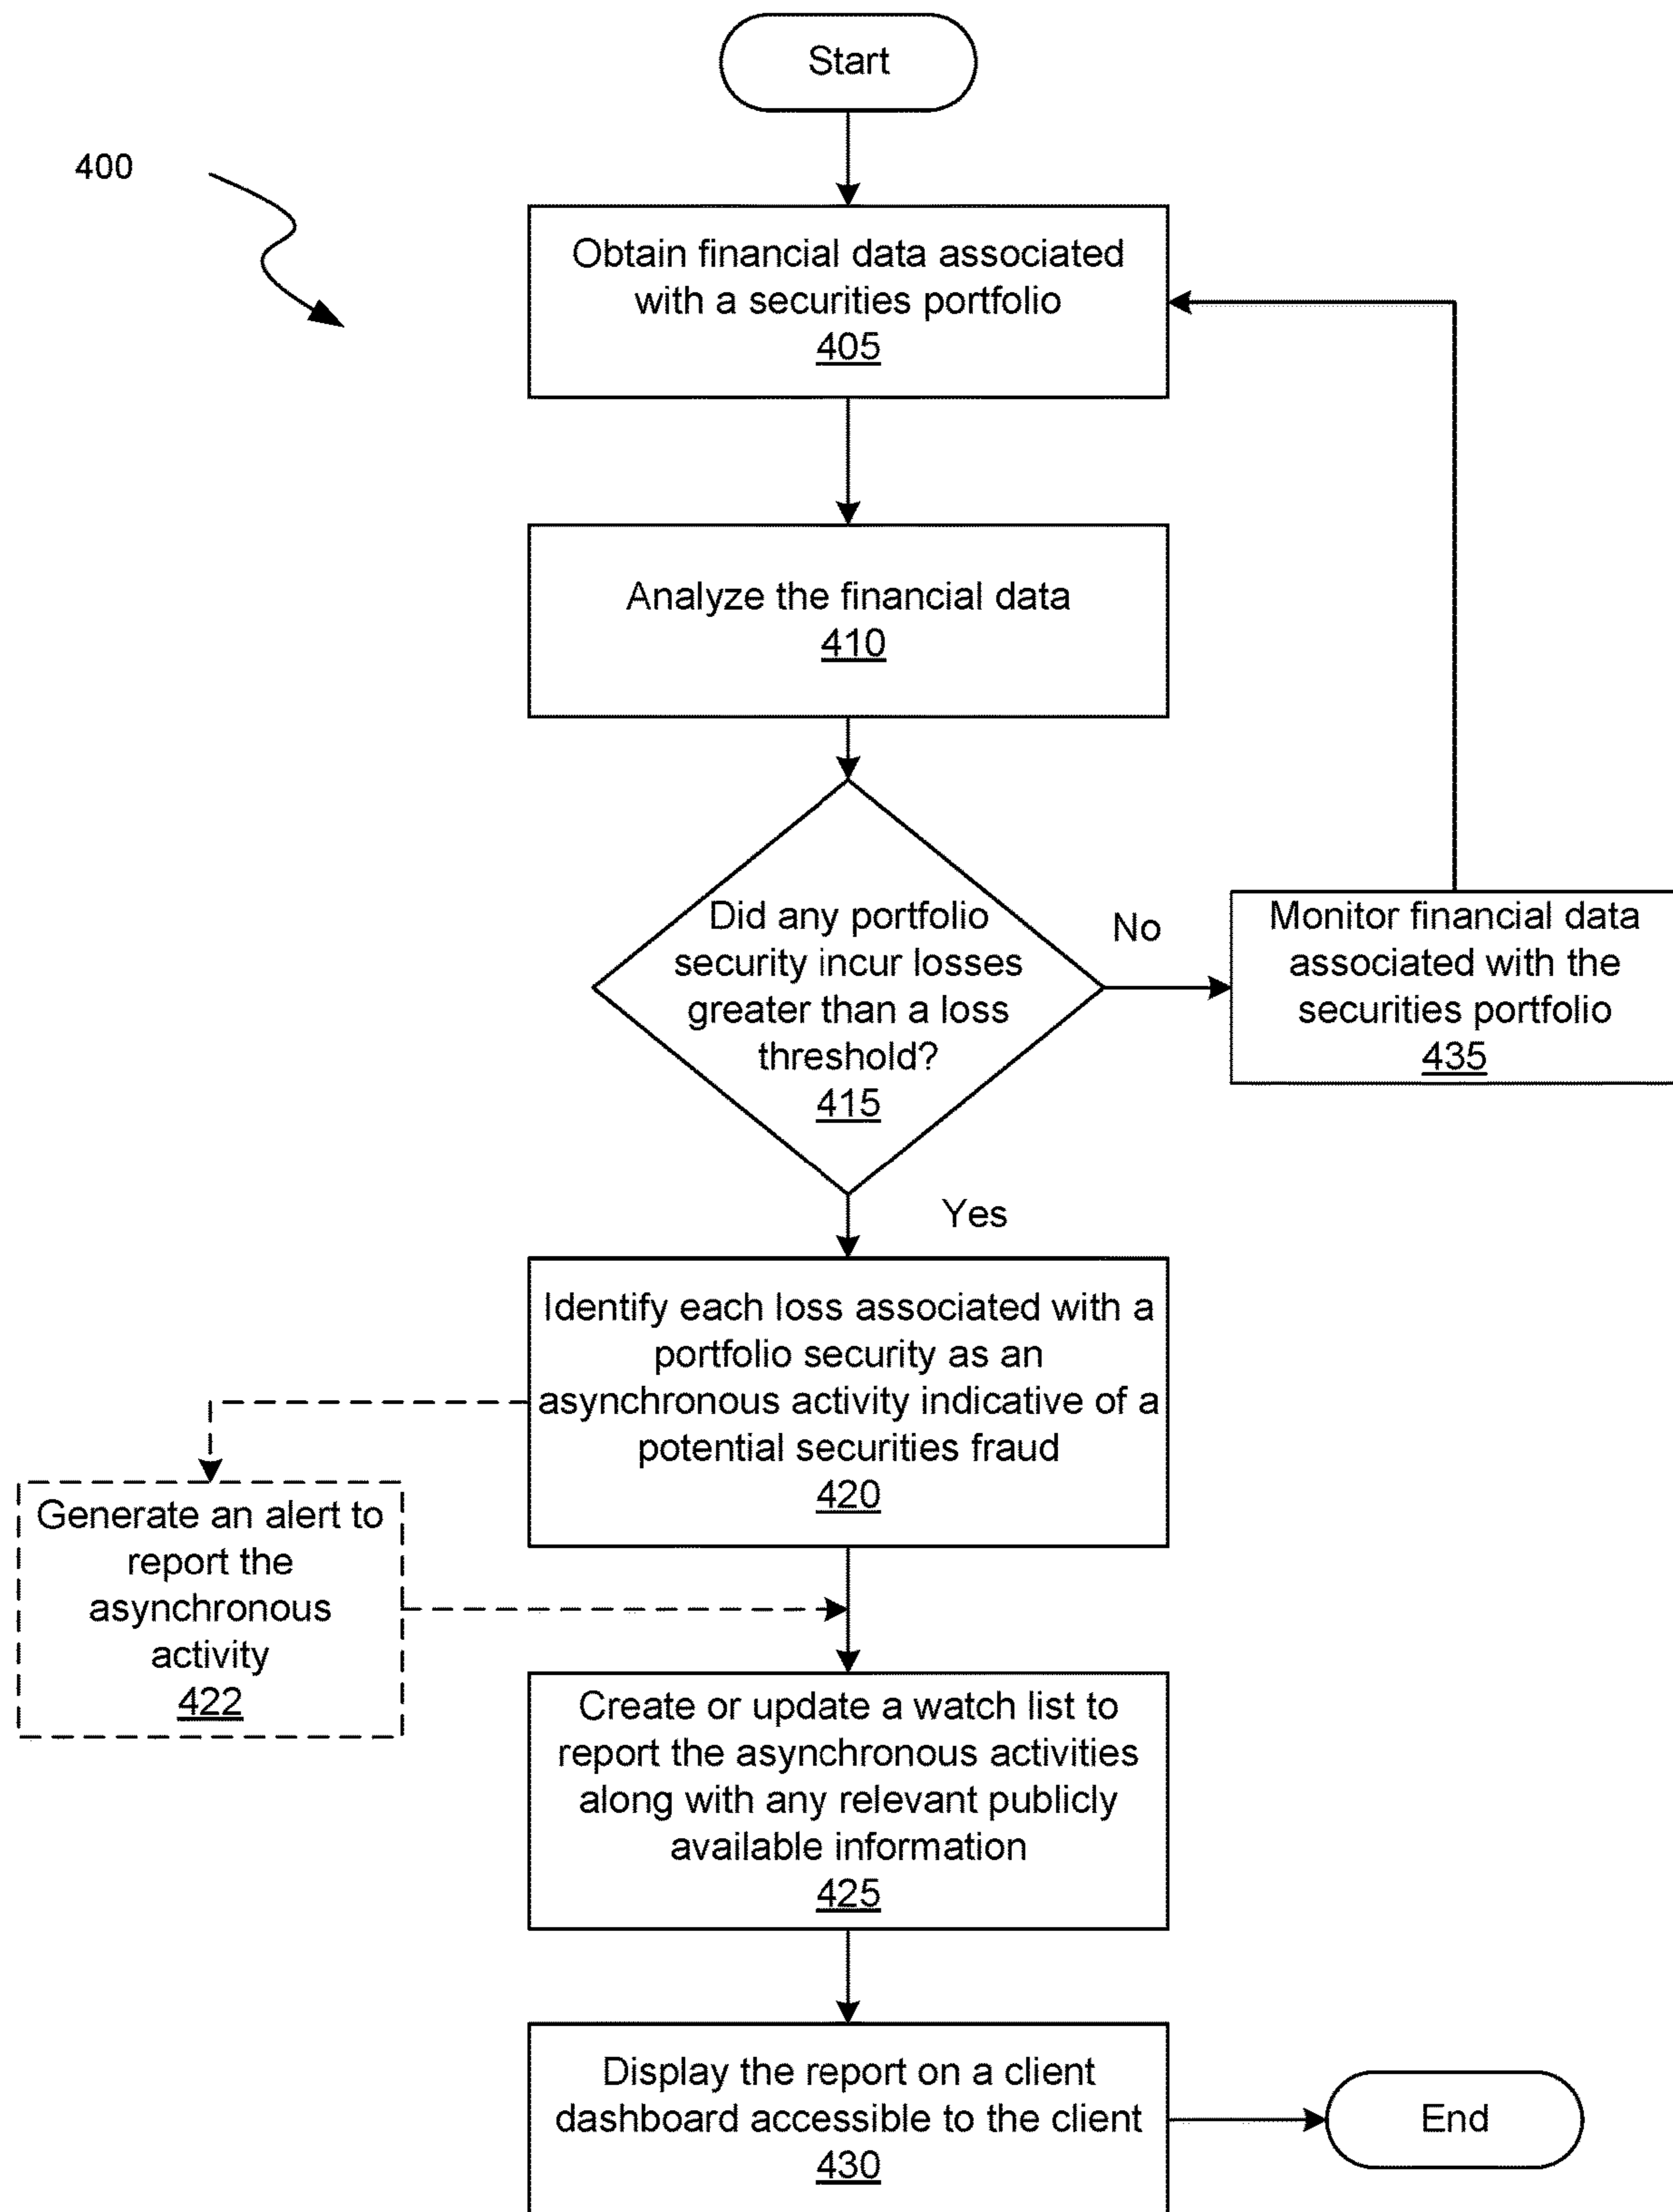 Start
400
Obtain financial data associated
with a securities portfolio
405
Analyze the financial data
410
Did any portfolio
security incur losses
greater than a loss
threshold?
415
No
Monitor financial data
associated with the
securities portfolio
435
Yes
Identify each loss associated with a
portfolio security as an
asynchronous activity indicative of a
potential securities fraud
420
Generate an alert to
report the
asynchronous
activity
422
Create or update a watch list to
report the asynchronous activities
along with any relevant publicly
available information
425
Display the report on a client
dashboard accessible to the client
430
End